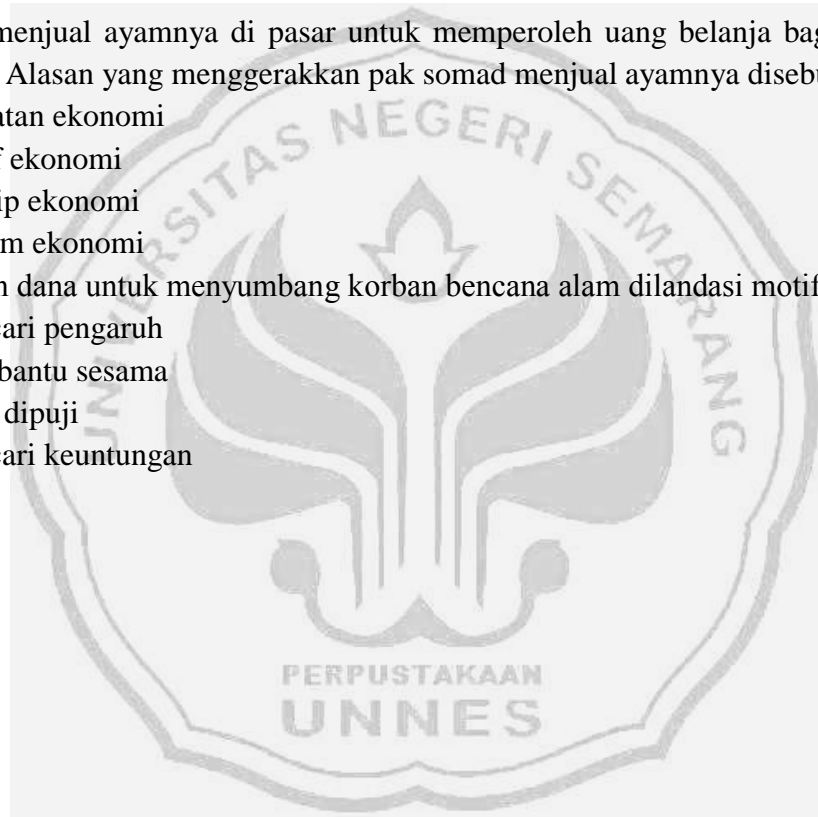 menjual ayamnya di pasar untuk memperoleh uang belanja bag
Alasan yang menggerakkan pak somad menjual ayamnya disebu
atan ekonomi
f ekonomi
ip ekonomi
m ekonomi
n dana untuk menyumbang korban bencana alam dilandasi motif
ari pengaruh
bantu sesama
dipuji
ari keuntungan
UNIVERSITAS NEGERI SEMARANG
PERPUSTAKAAN
UNNES